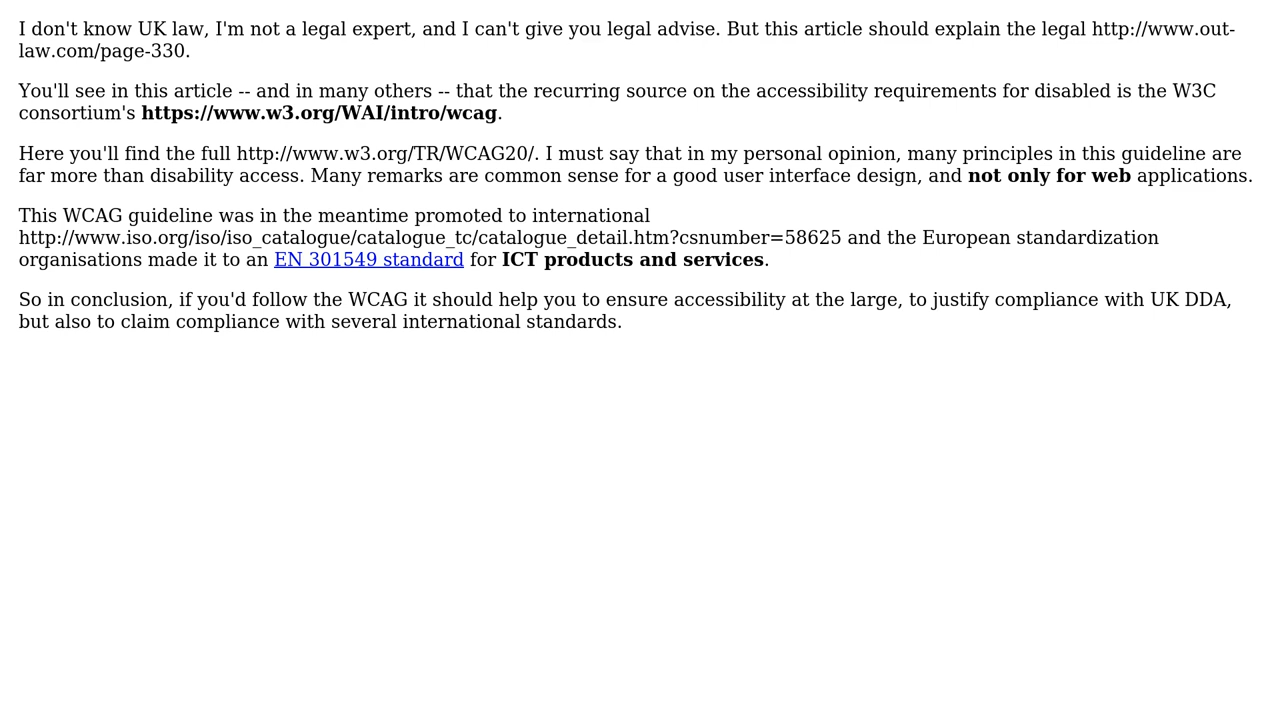 I don't know UK law, I'm not a legal expert, and I can't give you legal advise. But this article should explain the legal http://www.out-
law.com/page-330.
You'll see in this article -- and in many others -- that the recurring source on the accessibility requirements for disabled is the W3C
consortium's https://www.w3.org/WAI/intro/wcag.
Here you'll find the full http://www.w3.org/TR/WCAG20/. I must say that in my personal opinion, many principles in this guideline are
far more than disability access. Many remarks are common sense for a good user interface design, and not only for web applications.
This WCAG guideline was in the meantime promoted to international
http://www.iso.org/iso/iso_catalogue/catalogue_tc/catalogue_detail.htm?csnumber=58625 and the European standardization
organisations made it to an EN 301549 standard for ICT products and services.
So in conclusion, if you'd follow the WCAG it should help you to ensure accessibility at the large, to justify compliance with UK DDA,
but also to claim compliance with several international standards.